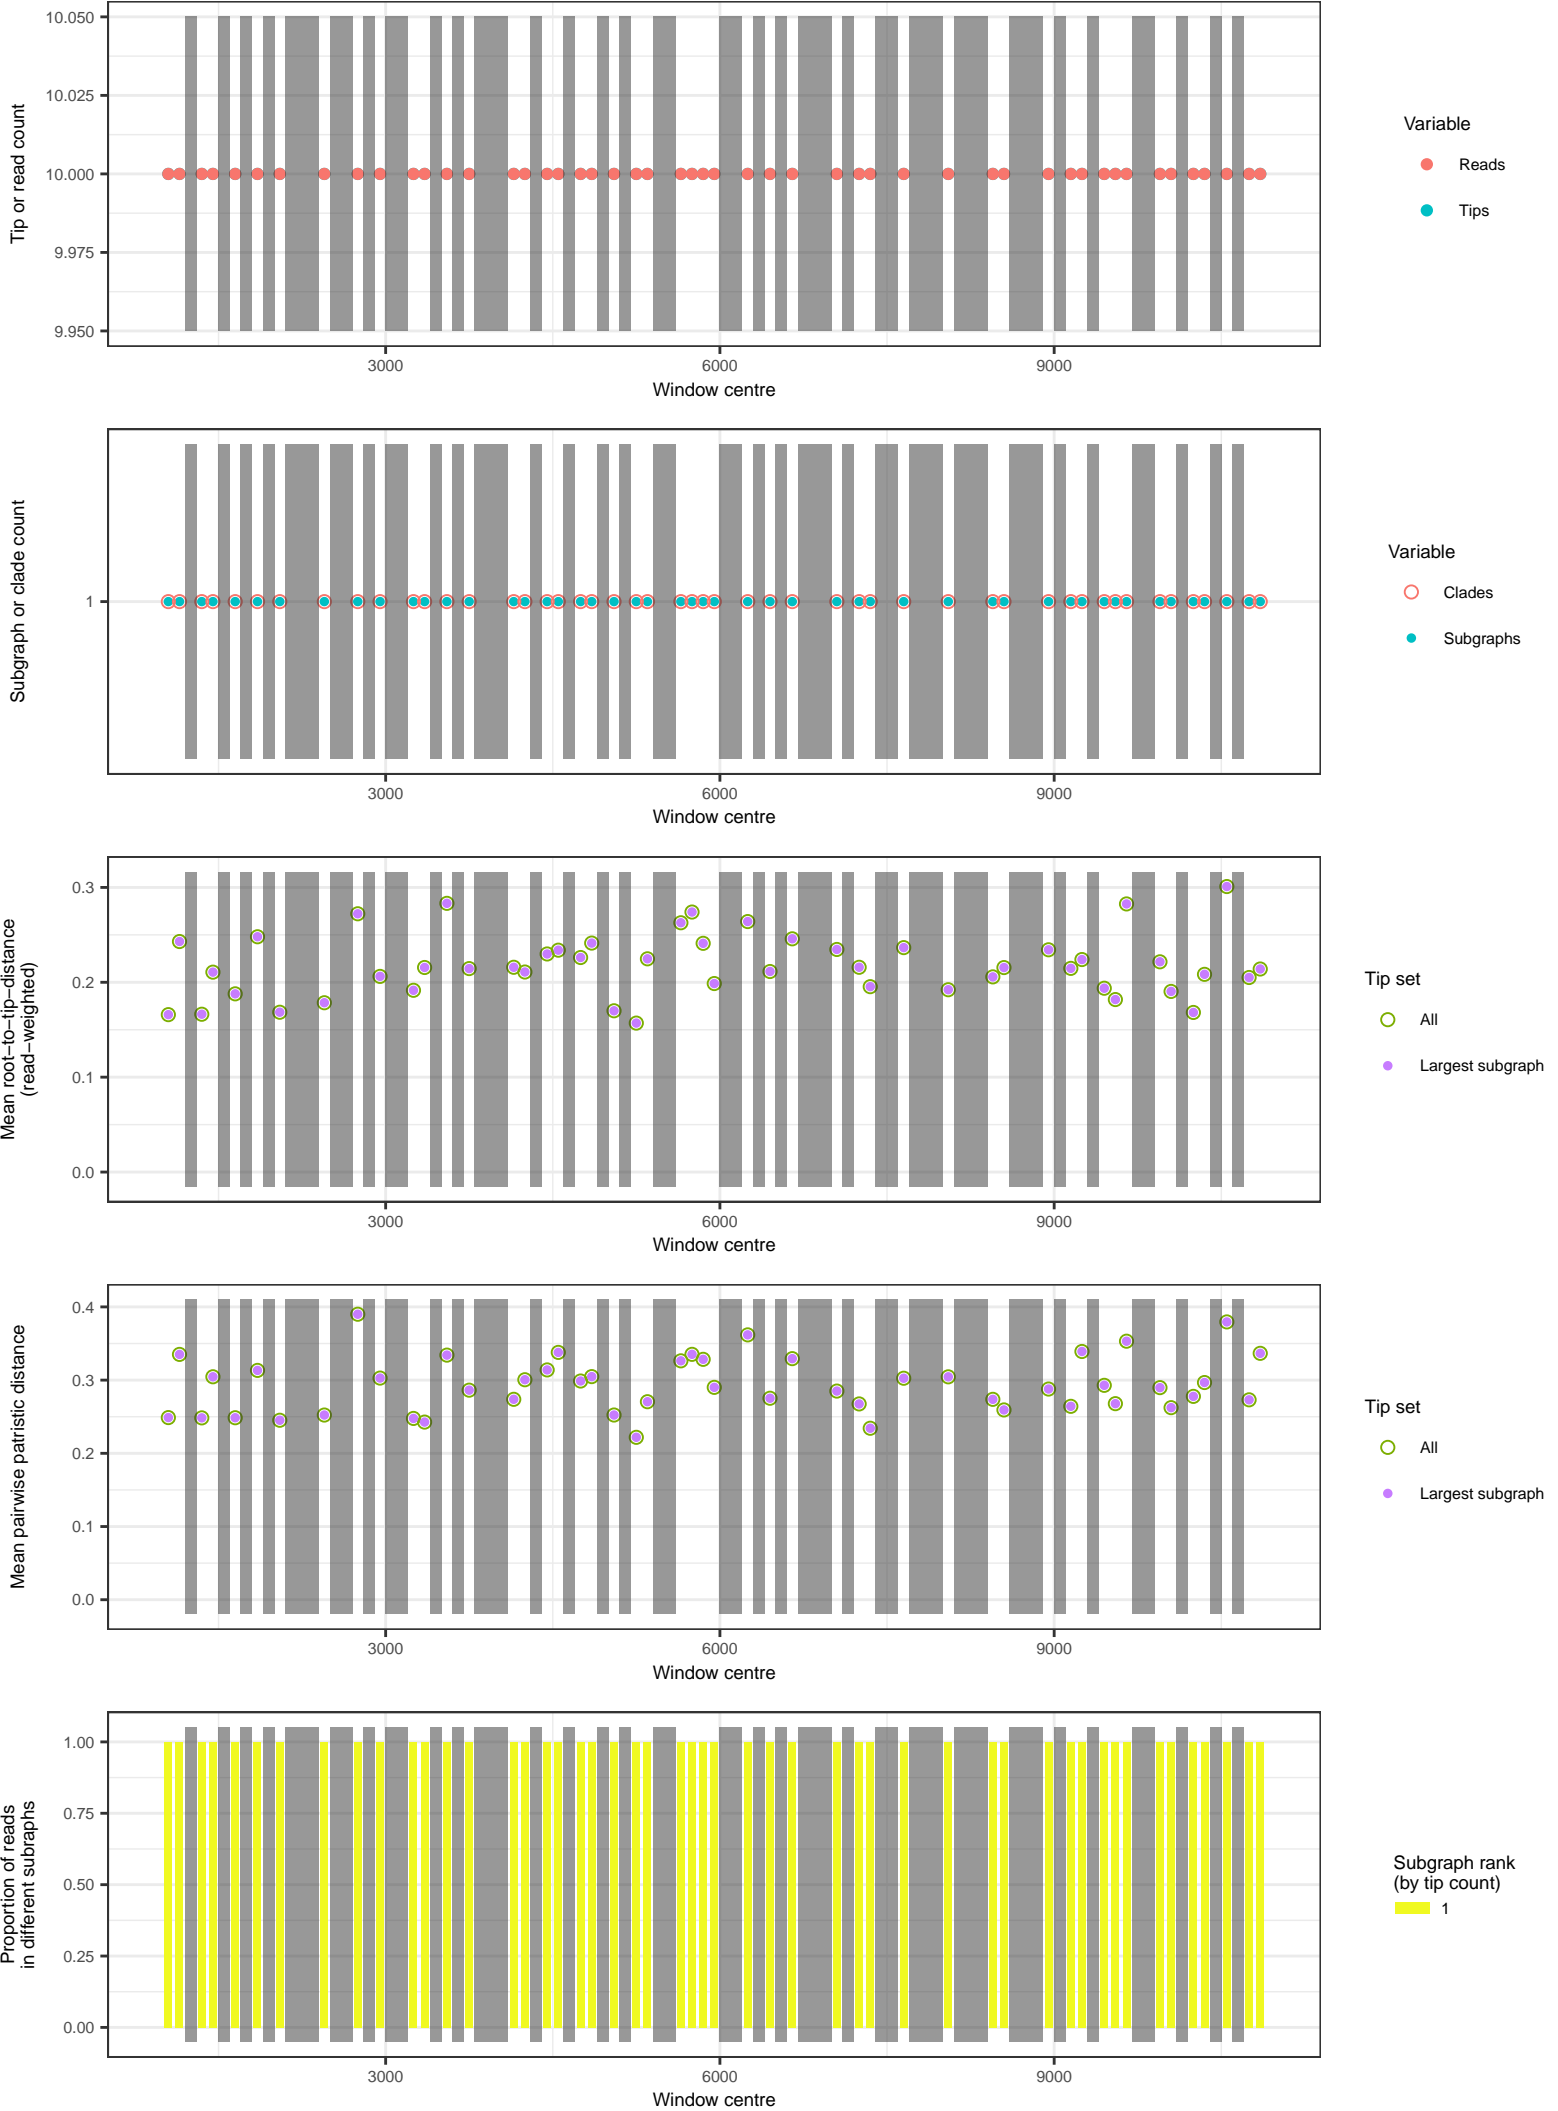 10.050
10.025
10.000
9.975
9.950
Tip or read count
3000
6000
9000
Window centre
Variable
Reads
Tips
1
Subgraph or clade count
3000
6000
9000
Window centre
Variable
Clades
Subgraphs
0.3
0.2
0.1
0.0
Mean root−to−tip−distance
(read−weighted)
3000
6000
9000
Window centre
Tip set
All
Largest subgraph
0.4
0.3
0.2
0.1
0.0
Mean pairwise patristic distance
3000
6000
9000
Window centre
Tip set
All
Largest subgraph
1.00
0.75
0.50
0.25
0.00
Proportion of reads
in different subraphs
3000
6000
9000
Window centre
Subgraph rank
(by tip count)
1